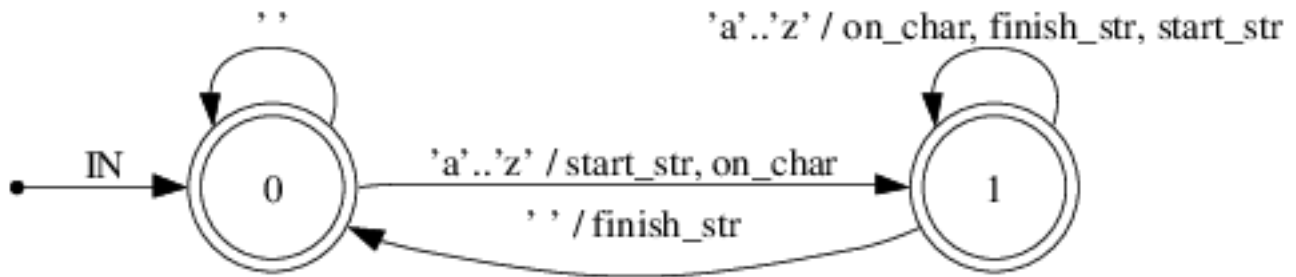 ' '
'a'..'z' / on_char, finish_str, start_str
IN
0
'a'..'z' / start_str, on_char
1
' ' / finish_str